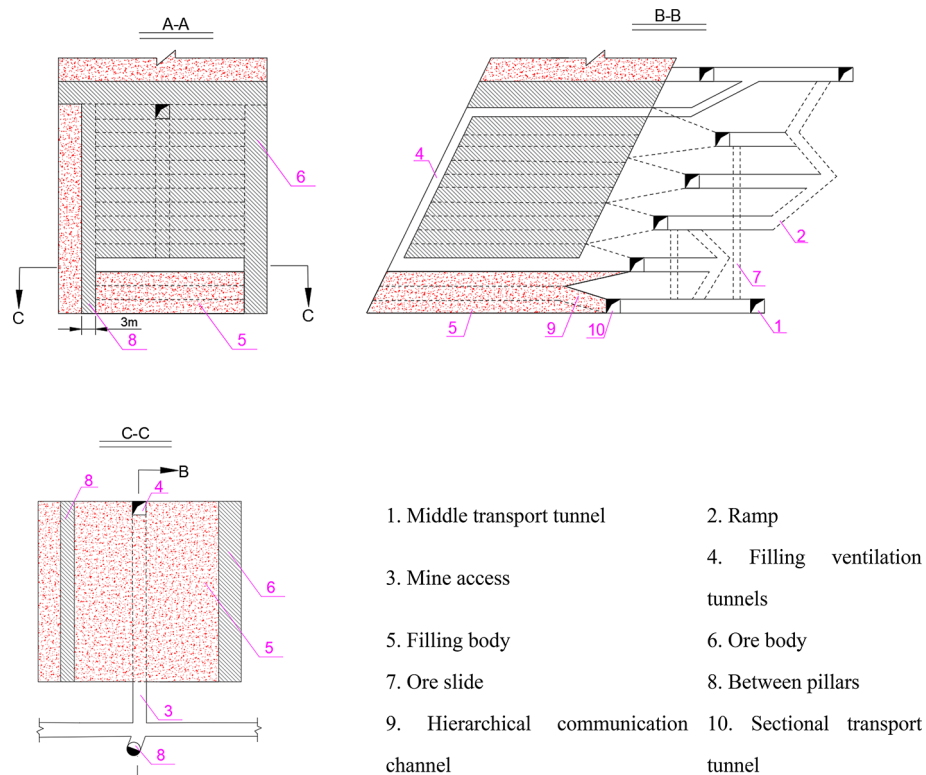 A-A
B-B
6
4
2
7
C
C
3m
8
5
5
9
10
1
C-C
B
8
4
6
5
3
8
1. Middle transport tunnel
2. Ramp
3. Mine access
4. Filling ventilation
tunnels
5. Filling body
6. Ore body
7. Ore slide
8. Between pillars
9. Hierarchical communication
channel
10. Sectional transport
tunnel